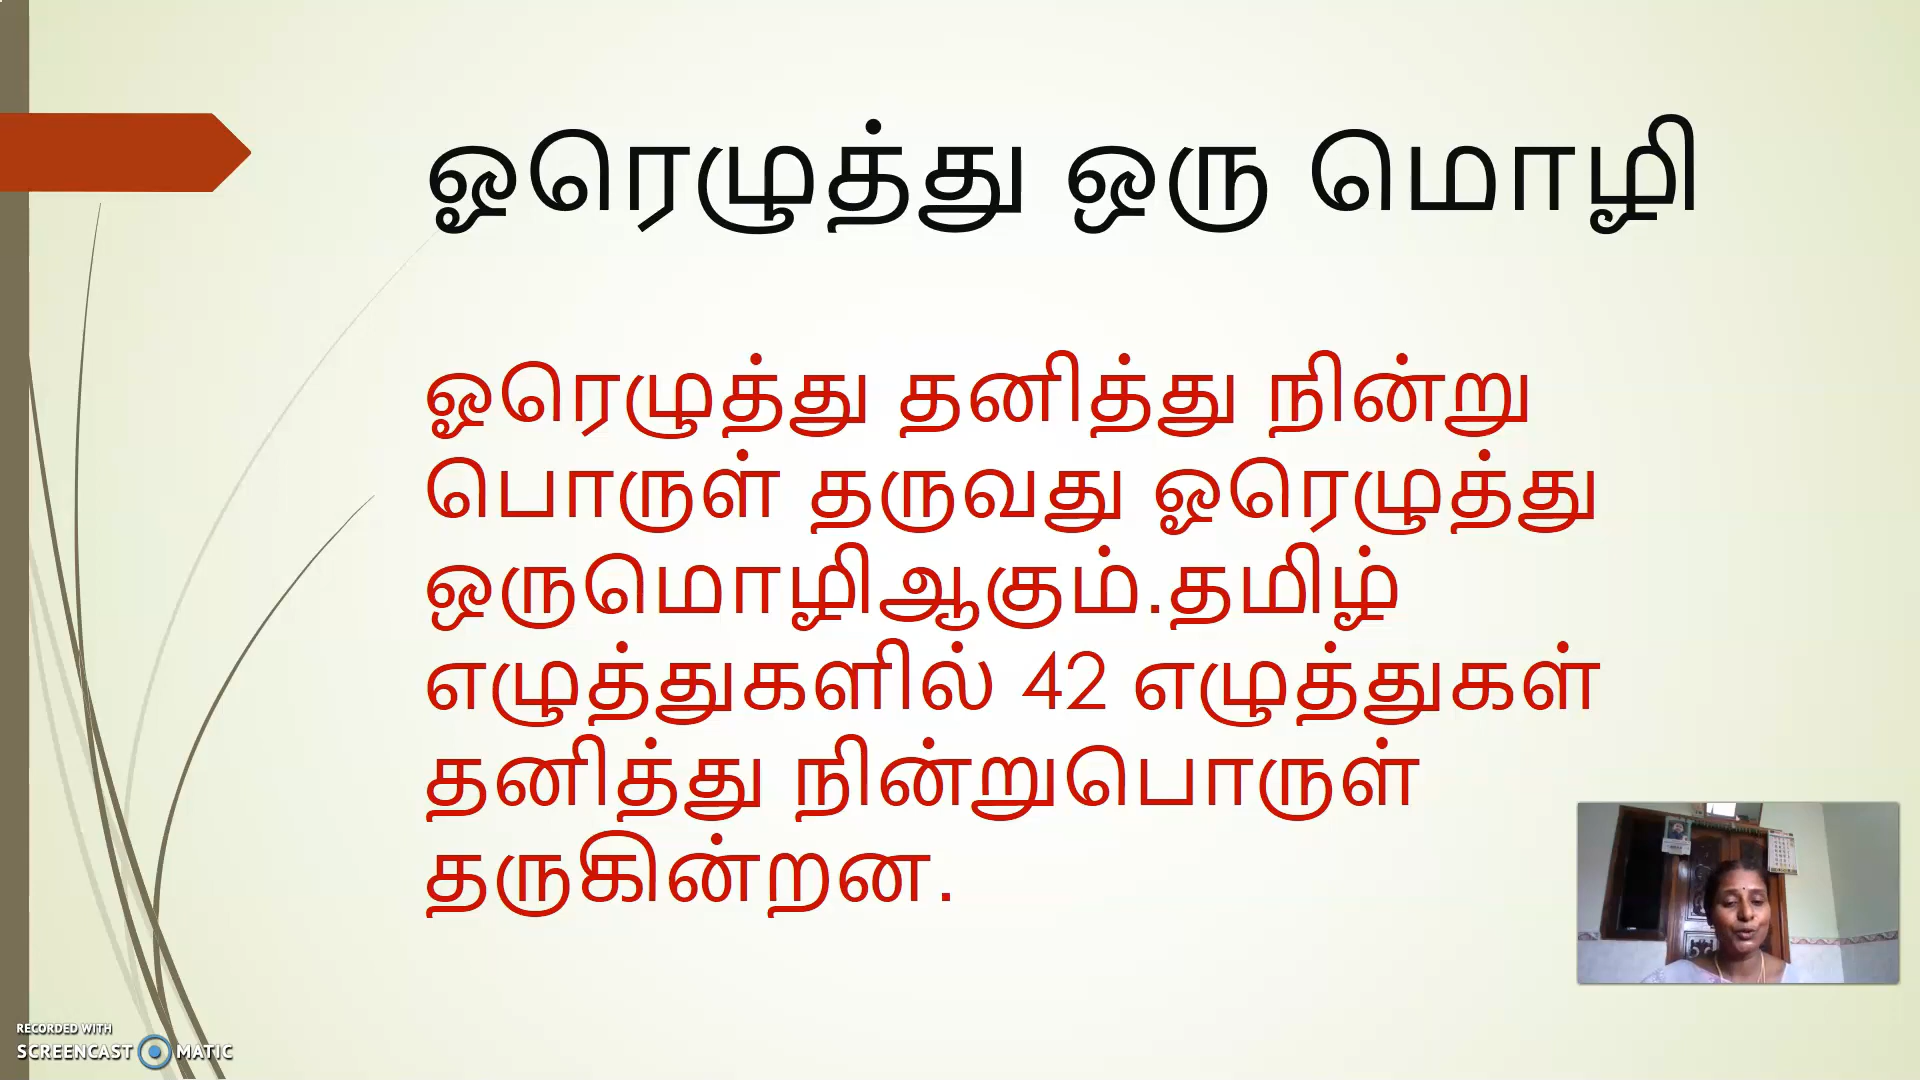 ஓரெழுத்து ஒரு மொழி
ஓரெழுத்து தனித்து நின்று
பொருள் தருவது ஓரெழுத்து
ஒருமொழிஆகும்.தமிழ்
எழுத்துகளில் 42 எழுத்துகள்
தனித்து நின்றுபொருள்
தருகின்றன.
RECORDED WITH
SCREENCAST MATIC